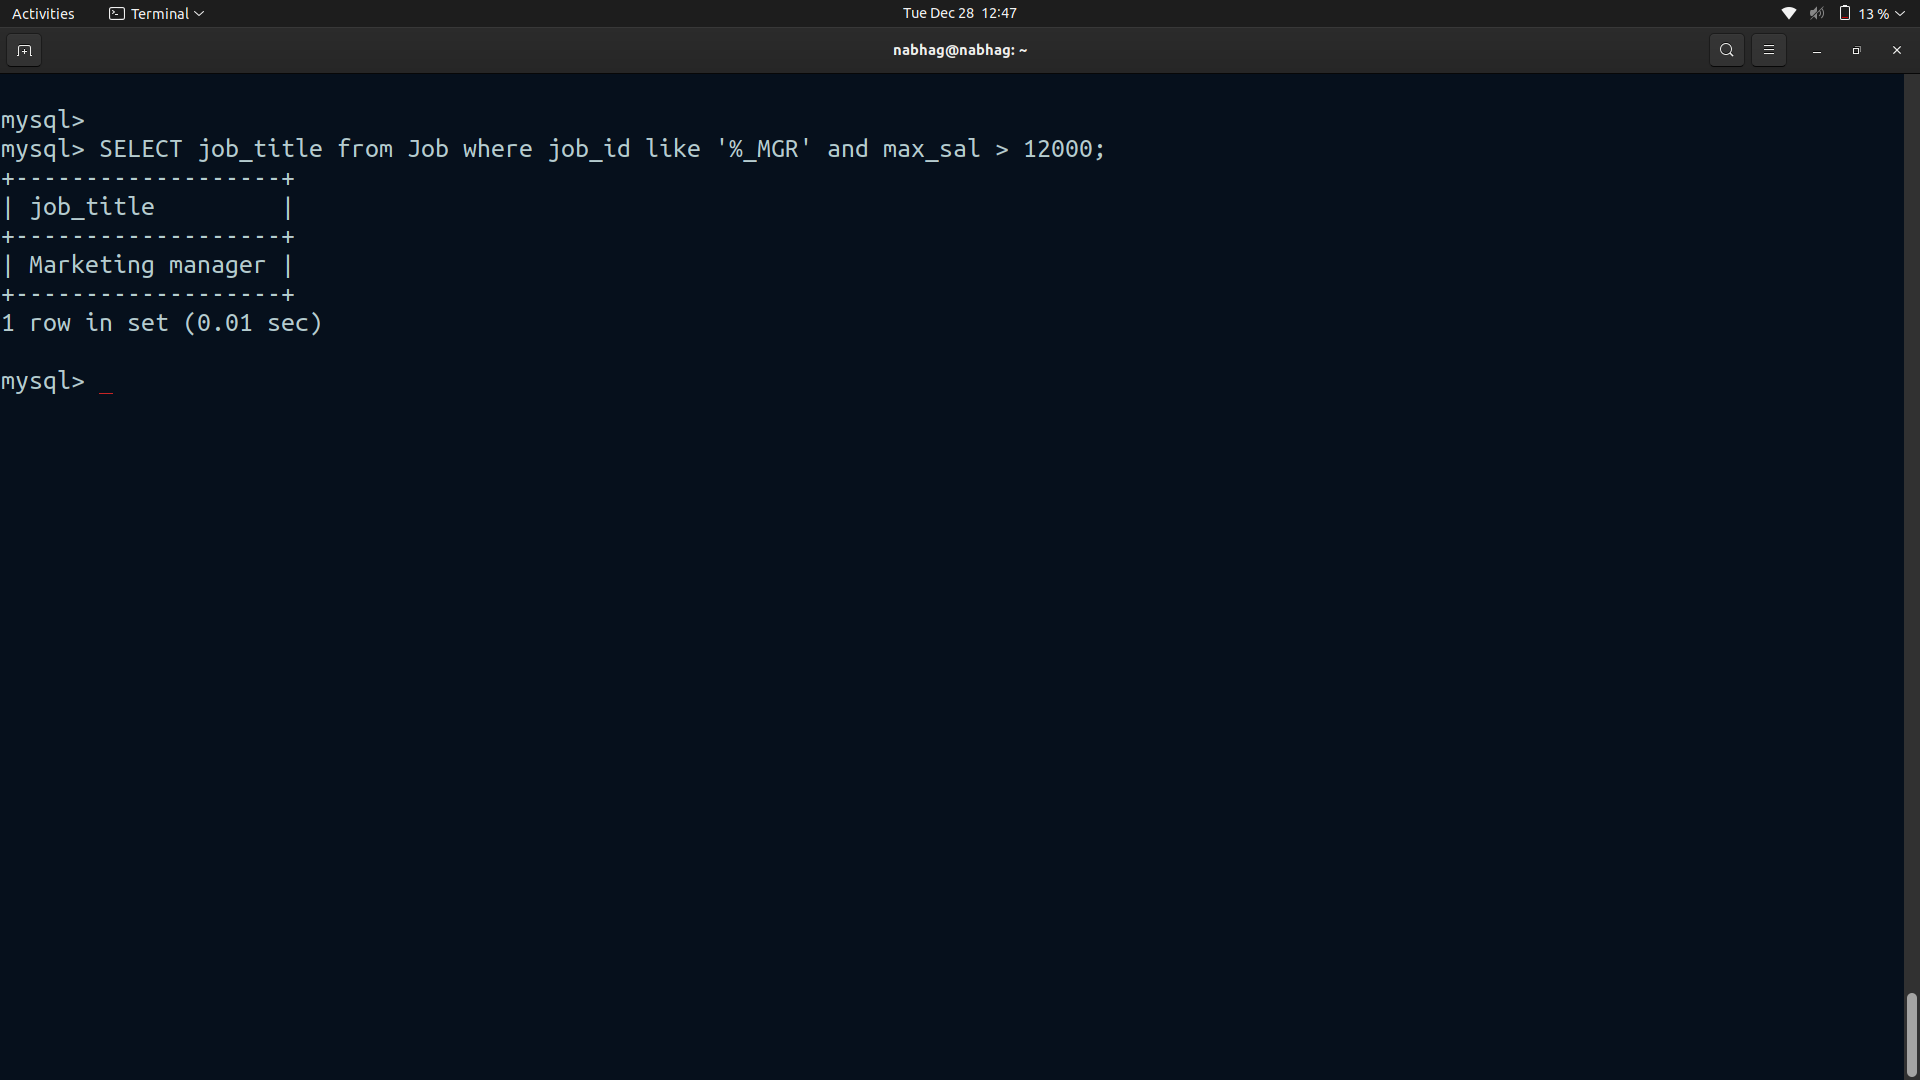 Activities Terminal Tue Dec 28 12:47 13 %
nabhag@nabhag: ~
mysql>
mysql> SELECT job_title from Job where job_id like '%_MGR' and max_sal > 12000;
+-------------------+
| job_title         |
+-------------------+
| Marketing manager |
+-------------------+
1 row in set (0.01 sec)
mysql> _